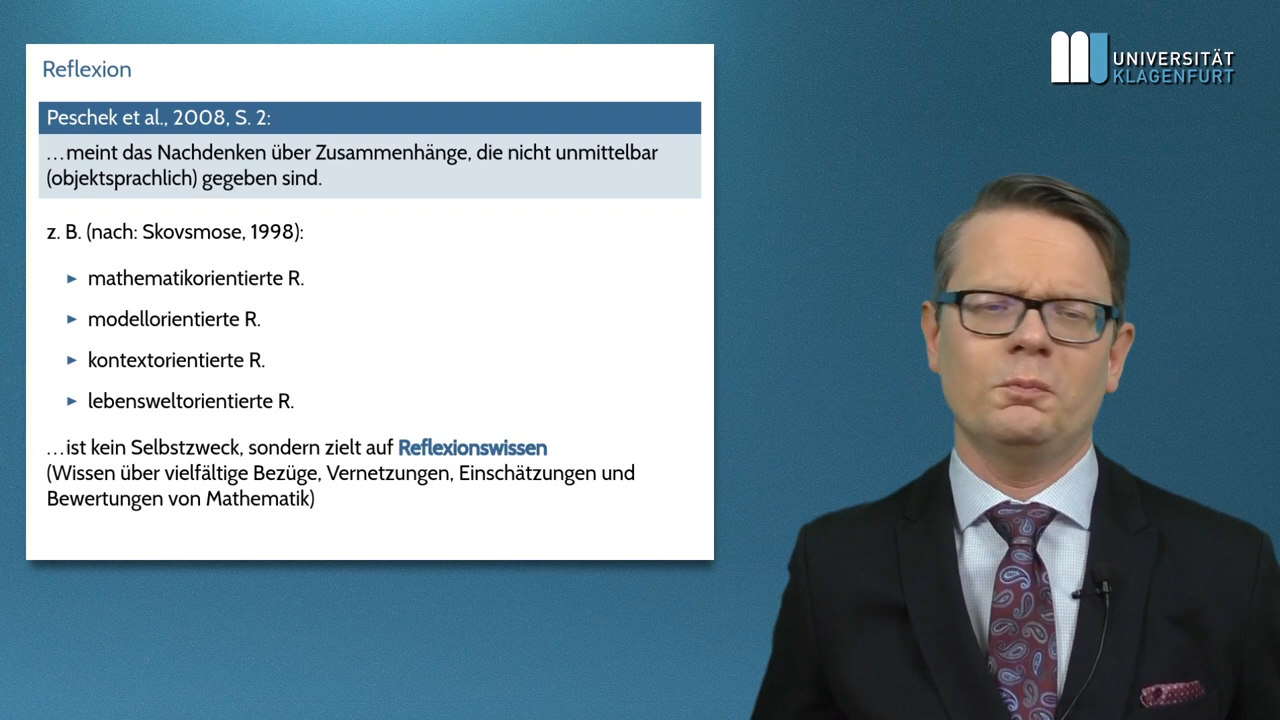 Reflexion
Peschek et al., 2008, S. 2:
…meint das Nachdenken über Zusammenhänge, die nicht unmittelbar
(objektsprachlich) gegeben sind.
z. B. (nach: Skovsmose, 1998):
mathematikorientierte R.
modellorientierte R.
kontextorientierte R.
lebensweltorientierte R.
…ist kein Selbstzweck, sondern zielt auf Reflexionswissen
(Wissen über vielfältige Bezüge, Vernetzungen, Einschätzungen und
Bewertungen von Mathematik)
UNIVERSITÄT
KLAGENFURT